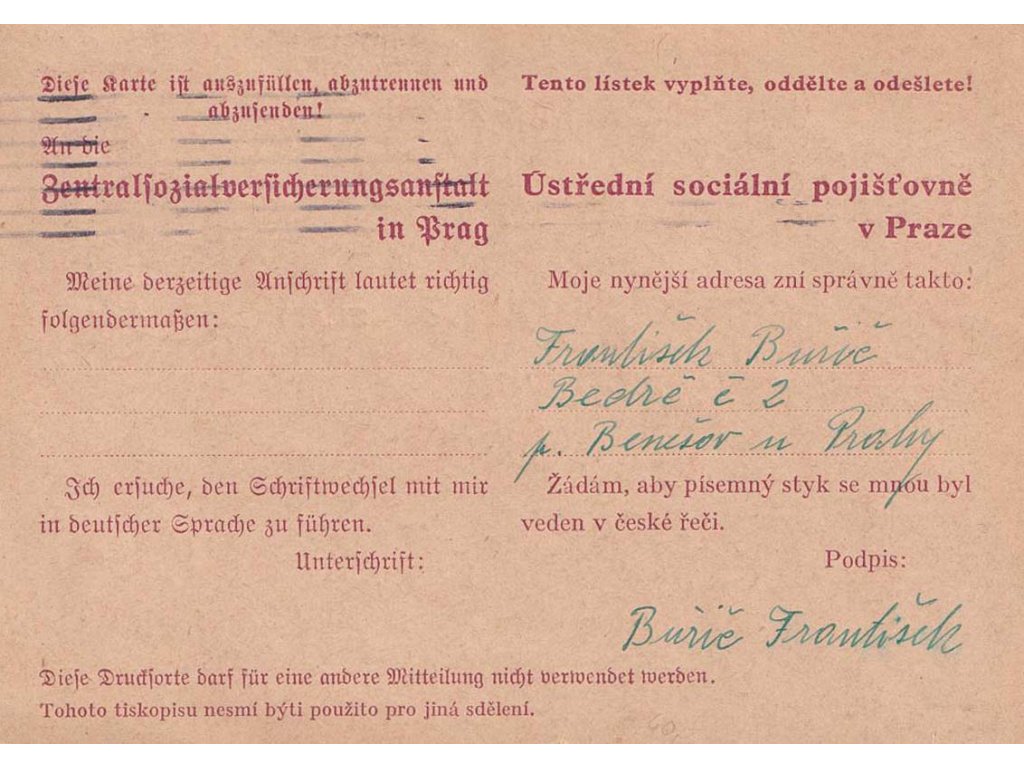 Diese Karte ist auszufüllen, abzutrennen und
abzusenden!
An die
Zentralsozialversicherungsanstalt
in Prag
Meine derzeitige Anschrift lautet richtig
folgendermaßen:
Ich ersuche, den Schriftwechsel mit mir
in deutscher Sprache zu führen.
Unterschrift:
Tento lístek vyplňte, oddělte a odešlete!
Ústřední sociální pojišťovně
v Praze
Moje nynější adresa zní správně takto:
František Buřič
Bedrč č 2
p. Benešov u Prahy
Žádám, aby písemný styk se mnou byl
veden v české řeči.
Podpis:
Buřič František
Diese Drucksorte darf für eine andere Mitteilung nicht verwendet werden.
Tohoto tiskopisu nesmí býti použito pro jiná sdělení.